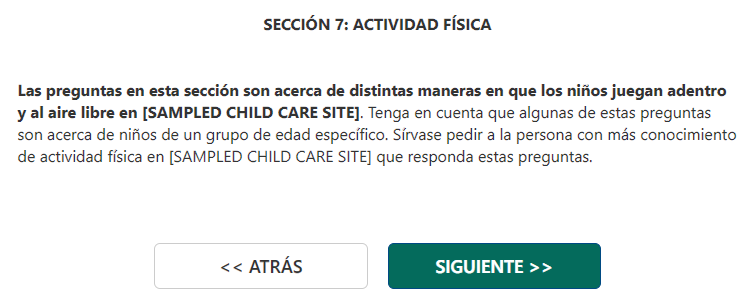 SECCIÓN 7: ACTIVIDAD FÍSICA
Las preguntas en esta sección son acerca de distintas maneras en que los niños juegan adentro
y al aire libre en [SAMPLED CHILD CARE SITE]. Tenga en cuenta que algunas de estas preguntas
son acerca de niños de un grupo de edad específico. Sírvase pedir a la persona con más conocimiento
de actividad física en [SAMPLED CHILD CARE SITE] que responda estas preguntas.
<< ATRÁS
SIGUIENTE >>